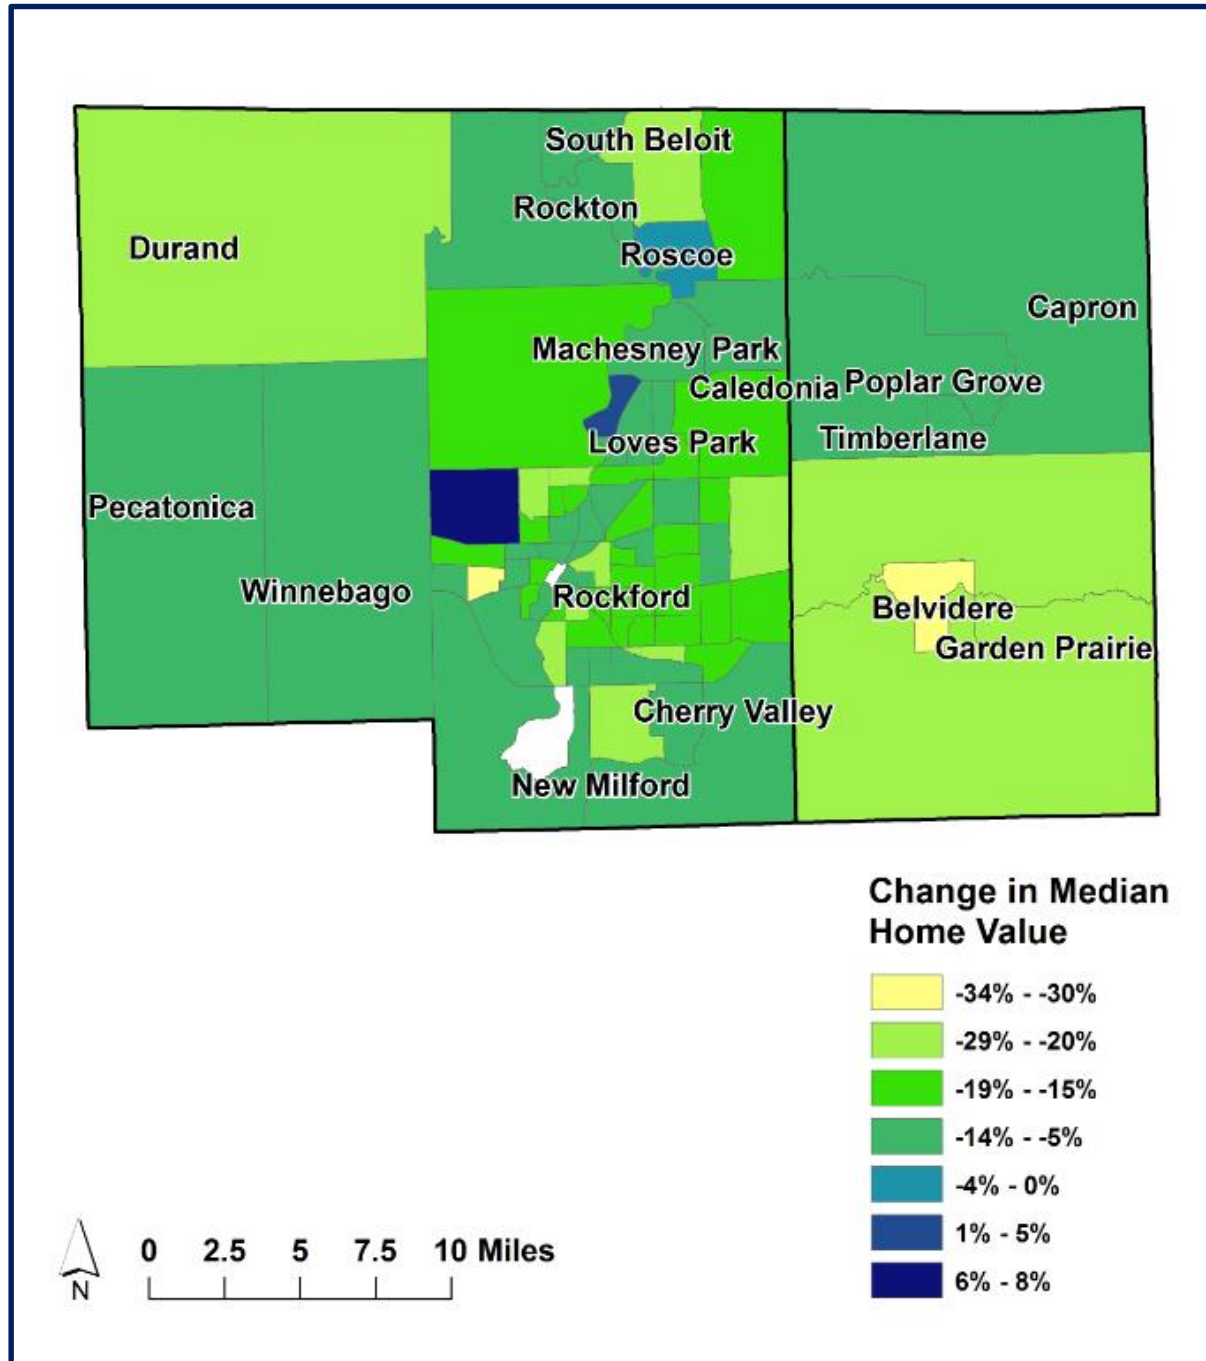 South Beloit
Rockton
Durand
Roscoe
Capron
Machesney Park
Caledonia
Poplar Grove
Loves Park
Timberlane
Pecatonica
Winnebago
Rockford
Belvidere
Garden Prairie
Cherry Valley
New Milford
Change in Median
Home Value
-34% - -30%
-29% - -20%
-19% - -15%
-14% - -5%
-4% - 0%
1% - 5%
6% - 8%
N
0 2.5 5 7.5 10 Miles